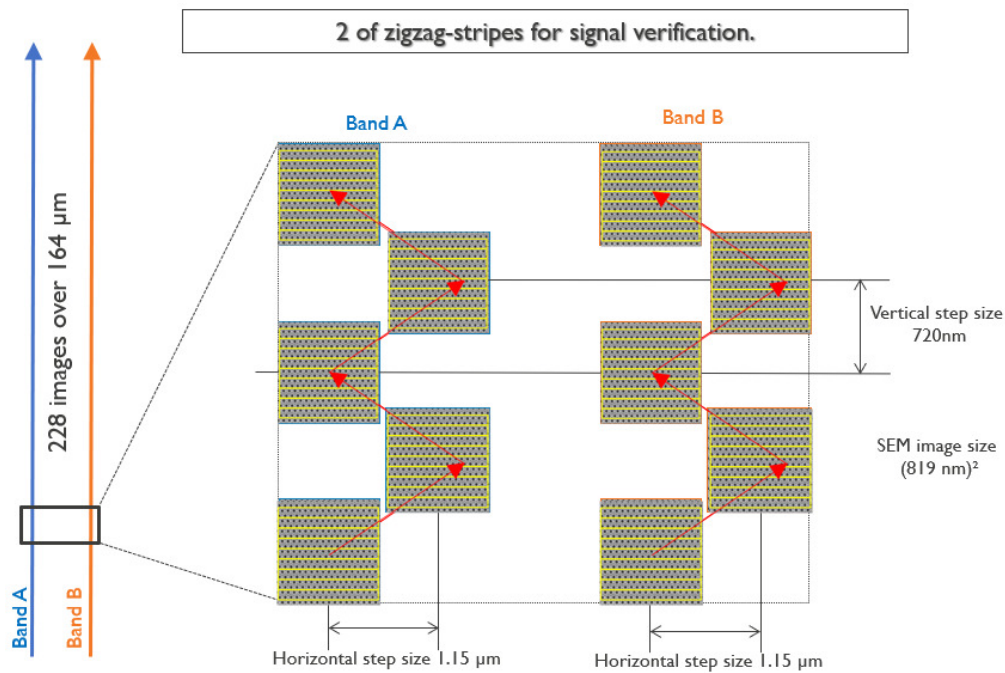 2 of zigzag-stripes for signal verification.
Band A
Band B
228 images over 164 µm
Vertical step size
720nm
SEM image size
(819 nm)²
Band A
Band B
Horizontal step size 1.15 µm
Horizontal step size 1.15 µm